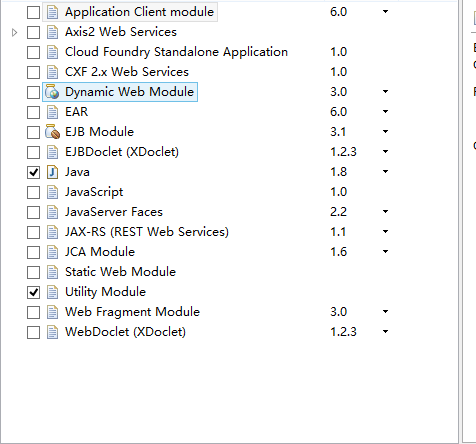 Application Client module 6.0
Axis2 Web Services
Cloud Foundry Standalone Application 1.0
CXF 2.x Web Services 1.0
Dynamic Web Module 3.0
EAR 6.0
EJB Module 3.1
EJBDoclet (XDoclet) 1.2.3
Java 1.8
JavaScript 1.0
JavaServer Faces 2.2
JAX-RS (REST Web Services) 1.1
JCA Module 1.6
Static Web Module
Utility Module
Web Fragment Module 3.0
WebDoclet (XDoclet) 1.2.3